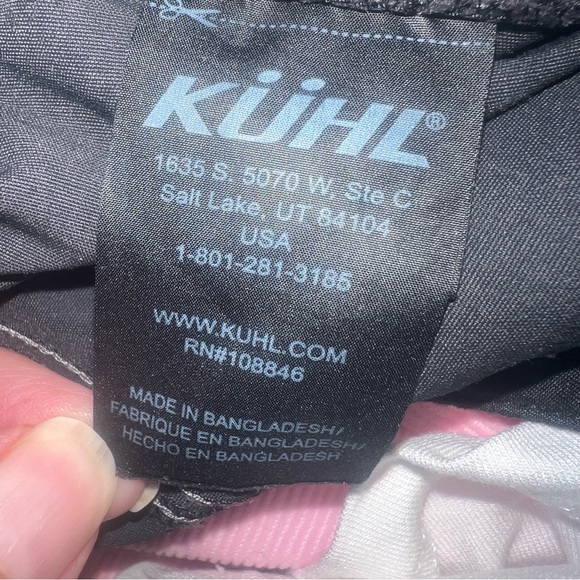 KÜHL®
1635 S. 5070 W, Ste C
Salt Lake, UT 84104
USA
1-801-281-3185
WWW.KUHL.COM
RN#108846
MADE IN BANGLADESH/
FABRIQUE EN BANGLADESH/
HECHO EN BANGLADESH